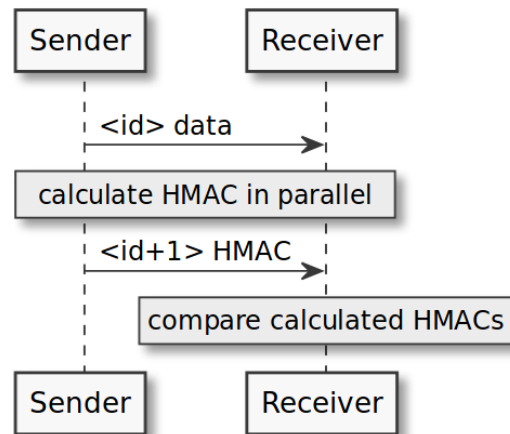 Sender Receiver
<id> data
calculate HMAC in parallel
<id+1> HMAC
compare calculated HMACs
Sender Receiver